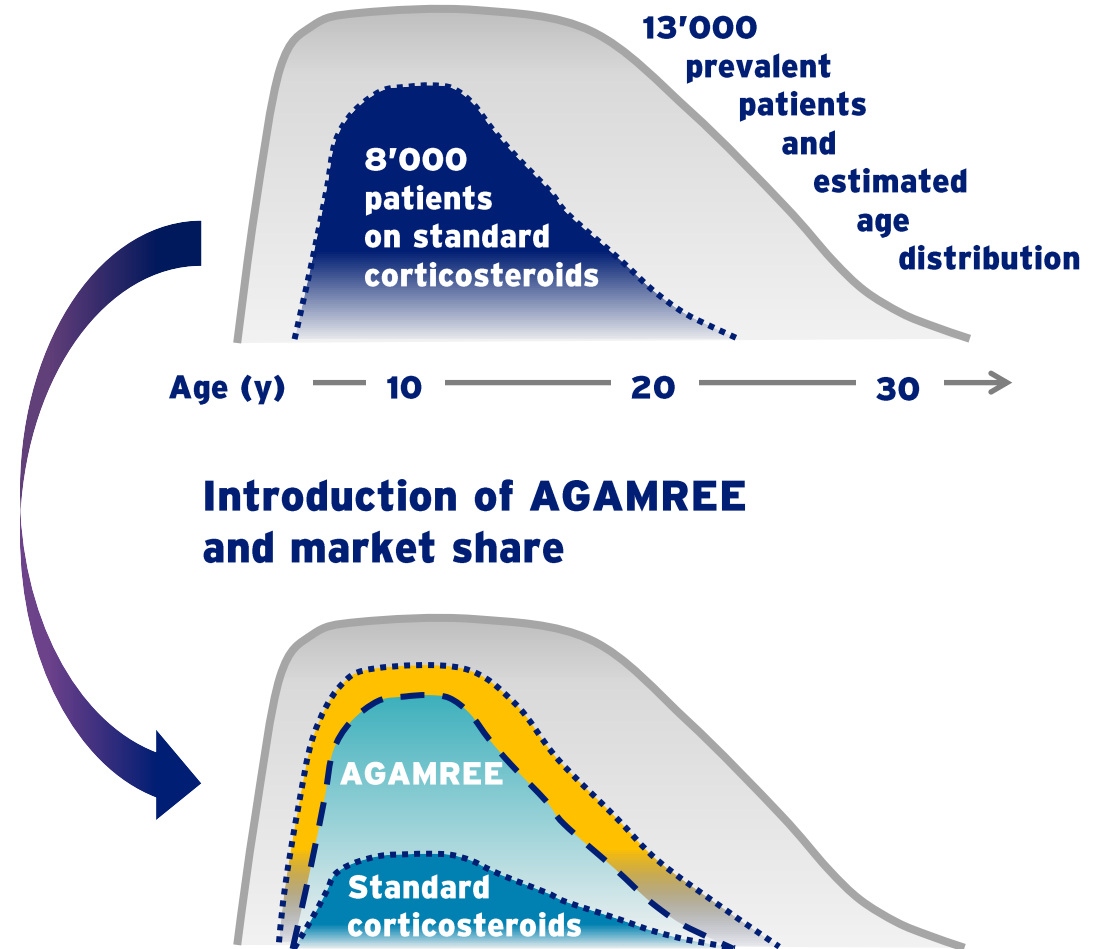 13’000
prevalent
patients
and
estimated
age
distribution
8’000
patients
on standard
corticosteroids
Age (y) 10 20 30
Introduction of AGAMREE
and market share
AGAMREE
Standard
corticosteroids